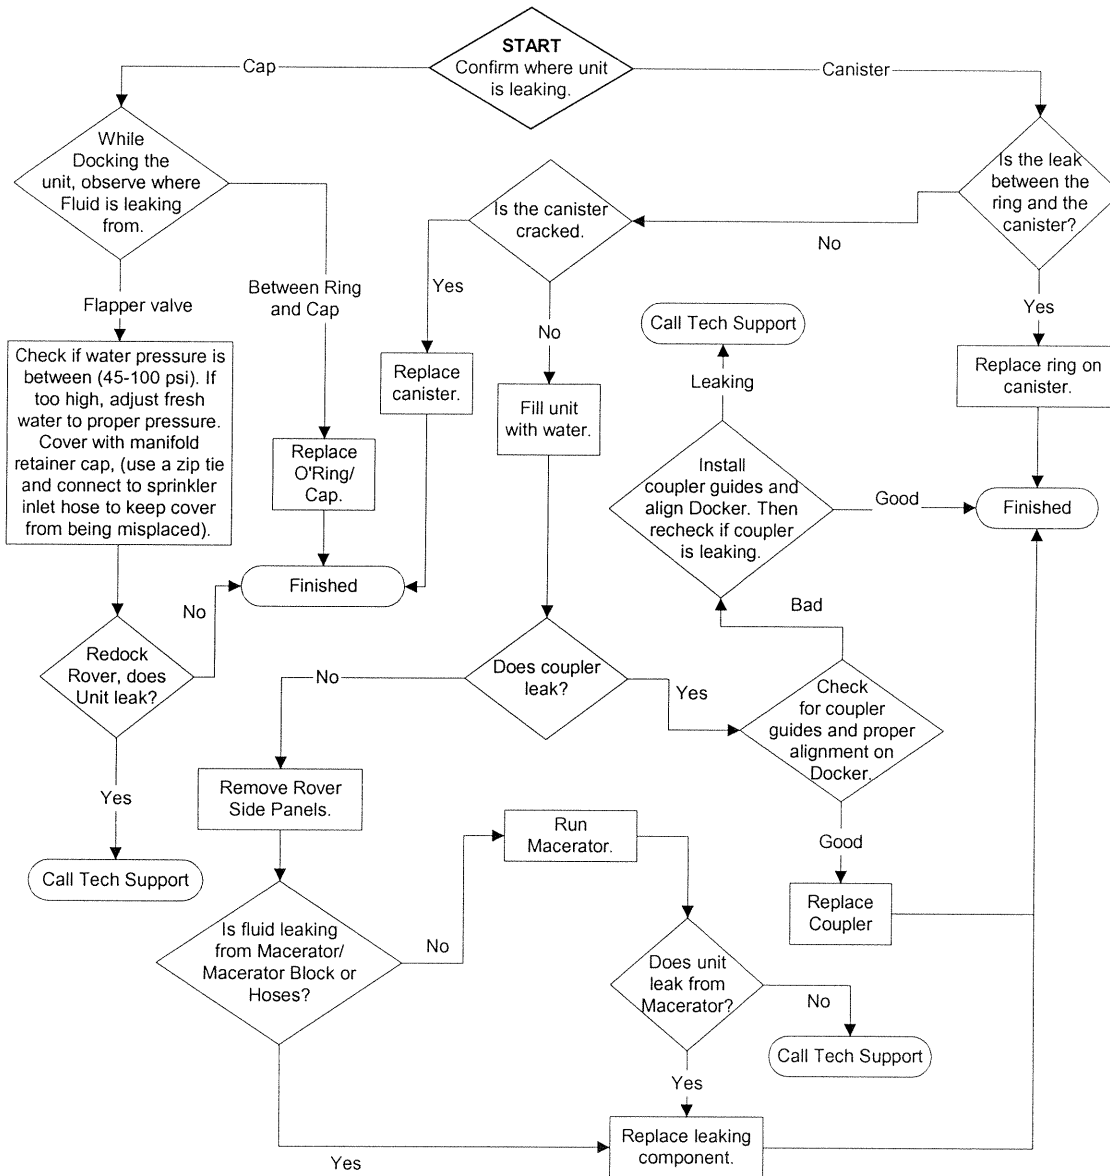 START
Confirm where unit
is leaking.
Cap
Canister
While
Docking the
unit, observe where
Fluid is leaking
from.
Is the leak
between the
ring and the
canister?
Is the canister
cracked.
No
Yes
Between Ring
and Cap
Flapper valve
No
Yes
Call Tech Support
Check if water pressure is
between (45-100 psi). If
too high, adjust fresh
water to proper pressure.
Cover with manifold
retainer cap, (use a zip tie
and connect to sprinkler
inlet hose to keep cover
from being misplaced).
Replace
canister.
Fill unit
with water.
Leaking
Replace ring on
canister.
Replace
O'Ring/
Cap.
Install
coupler guides and
align Docker. Then
recheck if coupler
is leaking.
Good
Finished
Finished
No
Bad
Redock
Rover, does
Unit leak?
No
Does coupler
leak?
Yes
Check
for coupler
guides and proper
alignment on
Docker.
Yes
Remove Rover
Side Panels.
Run
Macerator.
Good
Call Tech Support
Replace
Coupler
Is fluid leaking
from Macerator/
Macerator Block or
Hoses?
No
Does unit
leak from
Macerator?
No
Call Tech Support
Yes
Replace leaking
component.
Yes